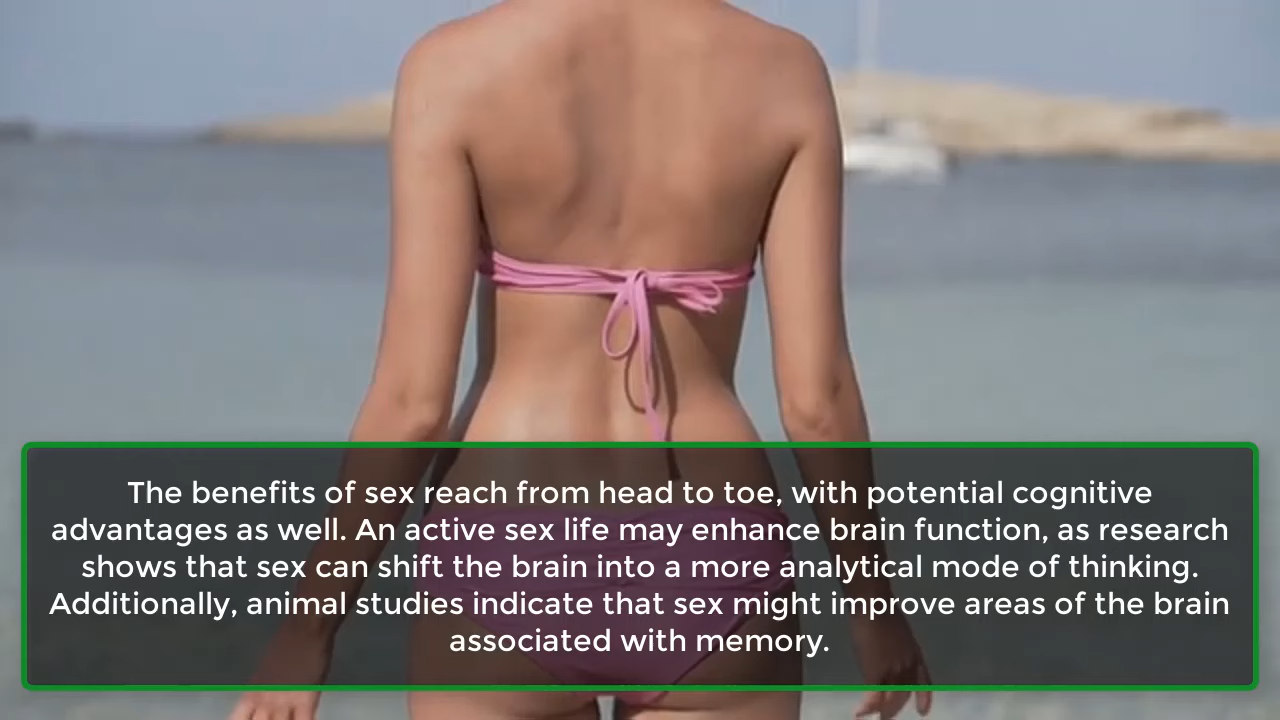 The benefits of sex reach from head to toe, with potential cognitive
advantages as well. An active sex life may enhance brain function, as research
shows that sex can shift the brain into a more analytical mode of thinking.
Additionally, animal studies indicate that sex might improve areas of the brain
associated with memory.